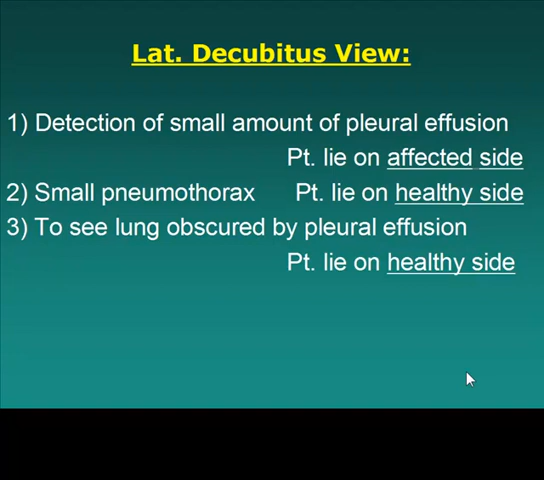 Lat. Decubitus View:
1) Detection of small amount of pleural effusion
Pt. lie on affected side
2) Small pneumothorax Pt. lie on healthy side
3) To see lung obscured by pleural effusion
Pt. lie on healthy side